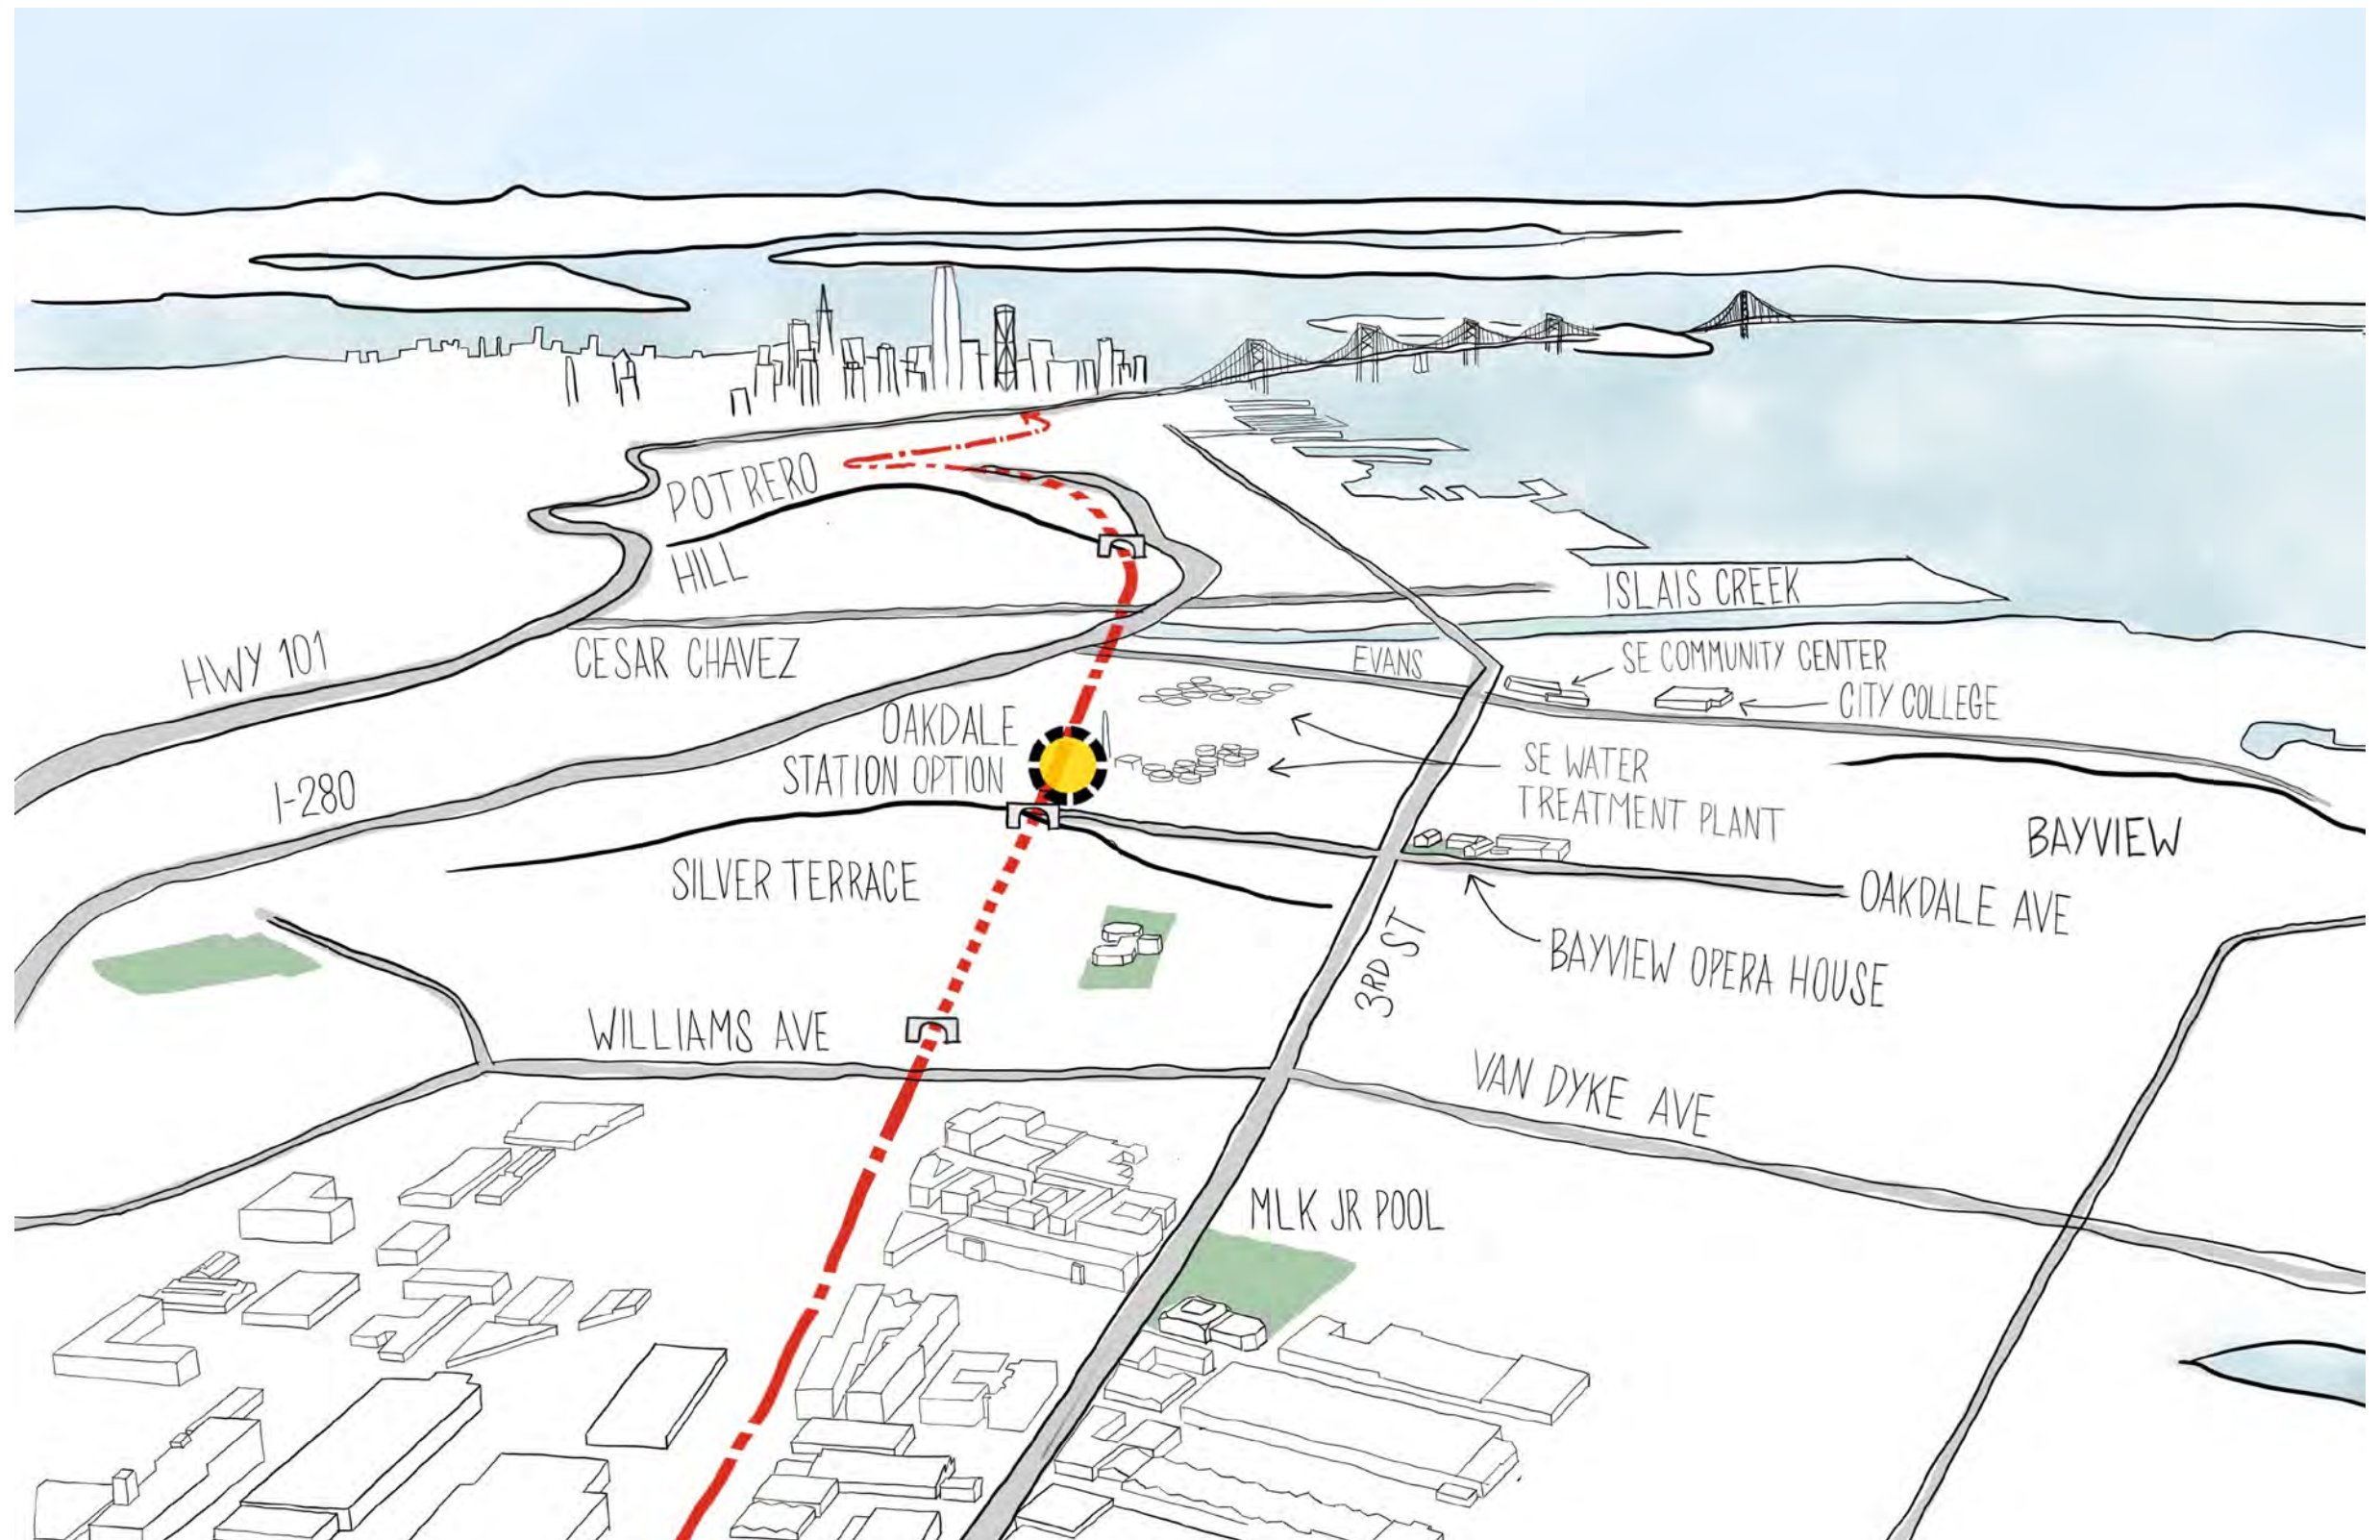 POTRERO
HILL
ISLAIS CREEK
HWY 101
CESAR CHAVEZ
EVANS
SE COMMUNITY CENTER
CITY COLLEGE
OAKDALE
STATION OPTION
I-280
SE WATER
TREATMENT PLANT
BAYVIEW
SILVER TERRACE
OAKDALE AVE
3RD ST
BAYVIEW OPERA HOUSE
WILLIAMS AVE
VAN DYKE AVE
MLK JR POOL